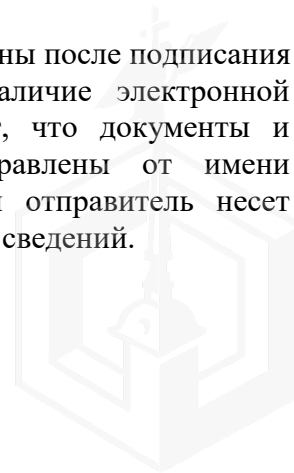 ны после подписания
аличие электронной
, что документы и
равлены от имени
отправитель несет
сведений.